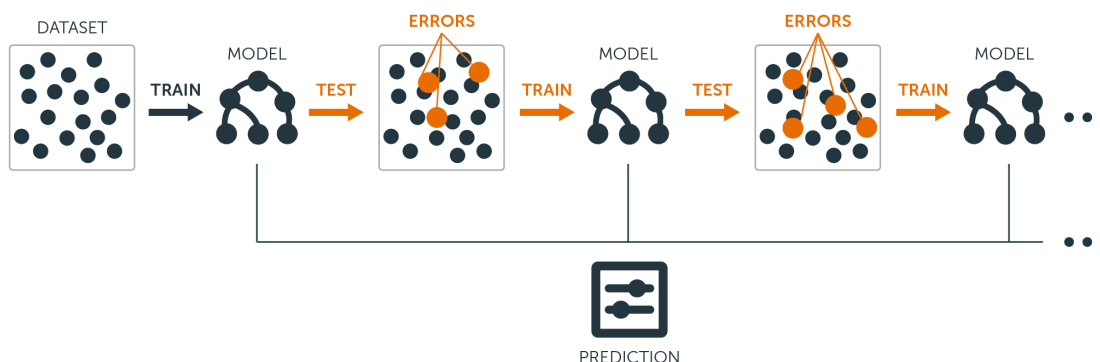 DATASET
MODEL
ERRORS
MODEL
ERRORS
MODEL
TRAIN
TEST
TRAIN
TEST
TRAIN
PREDICTION